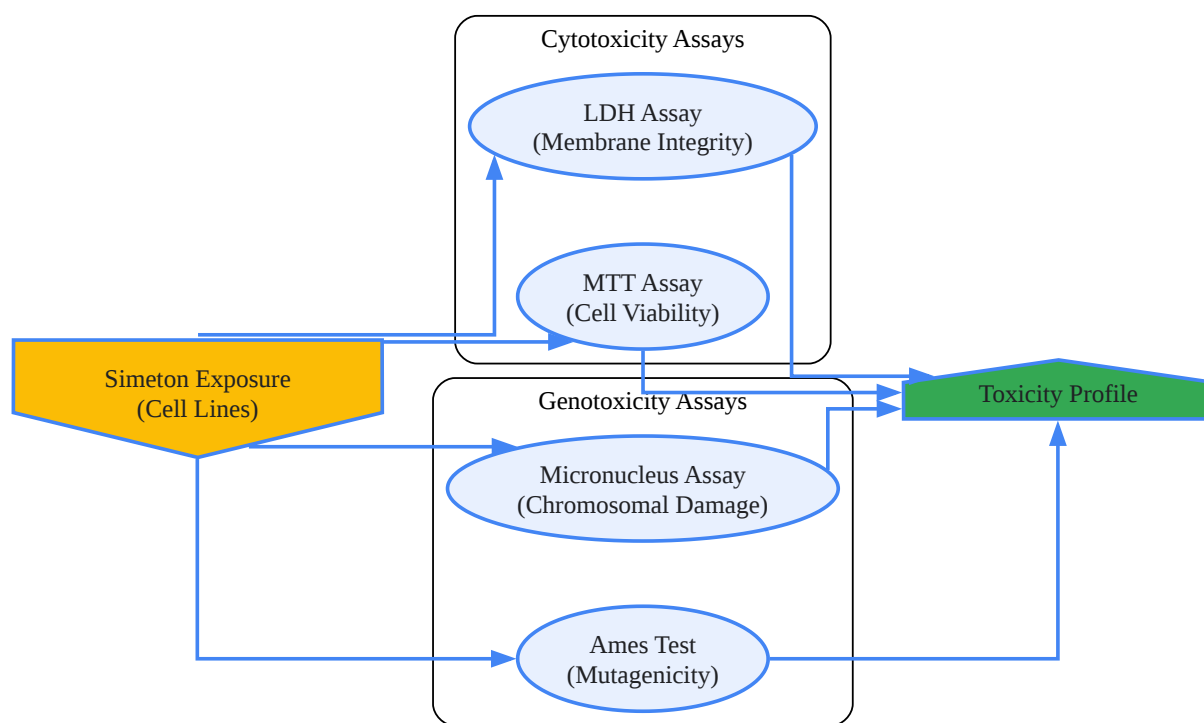 Cytotoxicity Assays
LDH Assay
(Membrane Integrity)
MTT Assay
(Cell Viability)
Simeton Exposure
(Cell Lines)
Toxicity Profile
Genotoxicity Assays
Micronucleus Assay
(Chromosomal Damage)
Ames Test
(Mutagenicity)